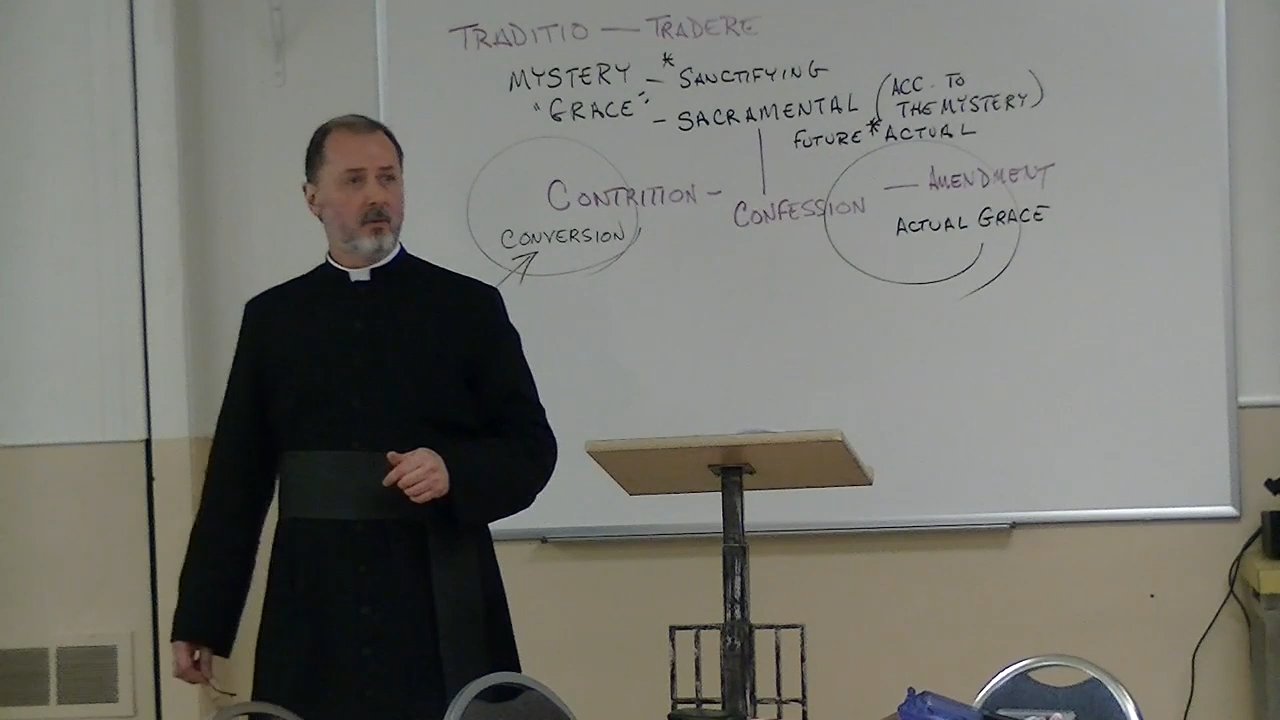 TRADITIO — TRADERE
MYSTERY - * SANCTIFYING
"GRACE" - SACRAMENTAL (ACC. TO THE MYSTERY)
FUTURE * ACTUAL
CONTRITION - CONFESSION — AMENDMENT
CONVERSION
ACTUAL GRACE